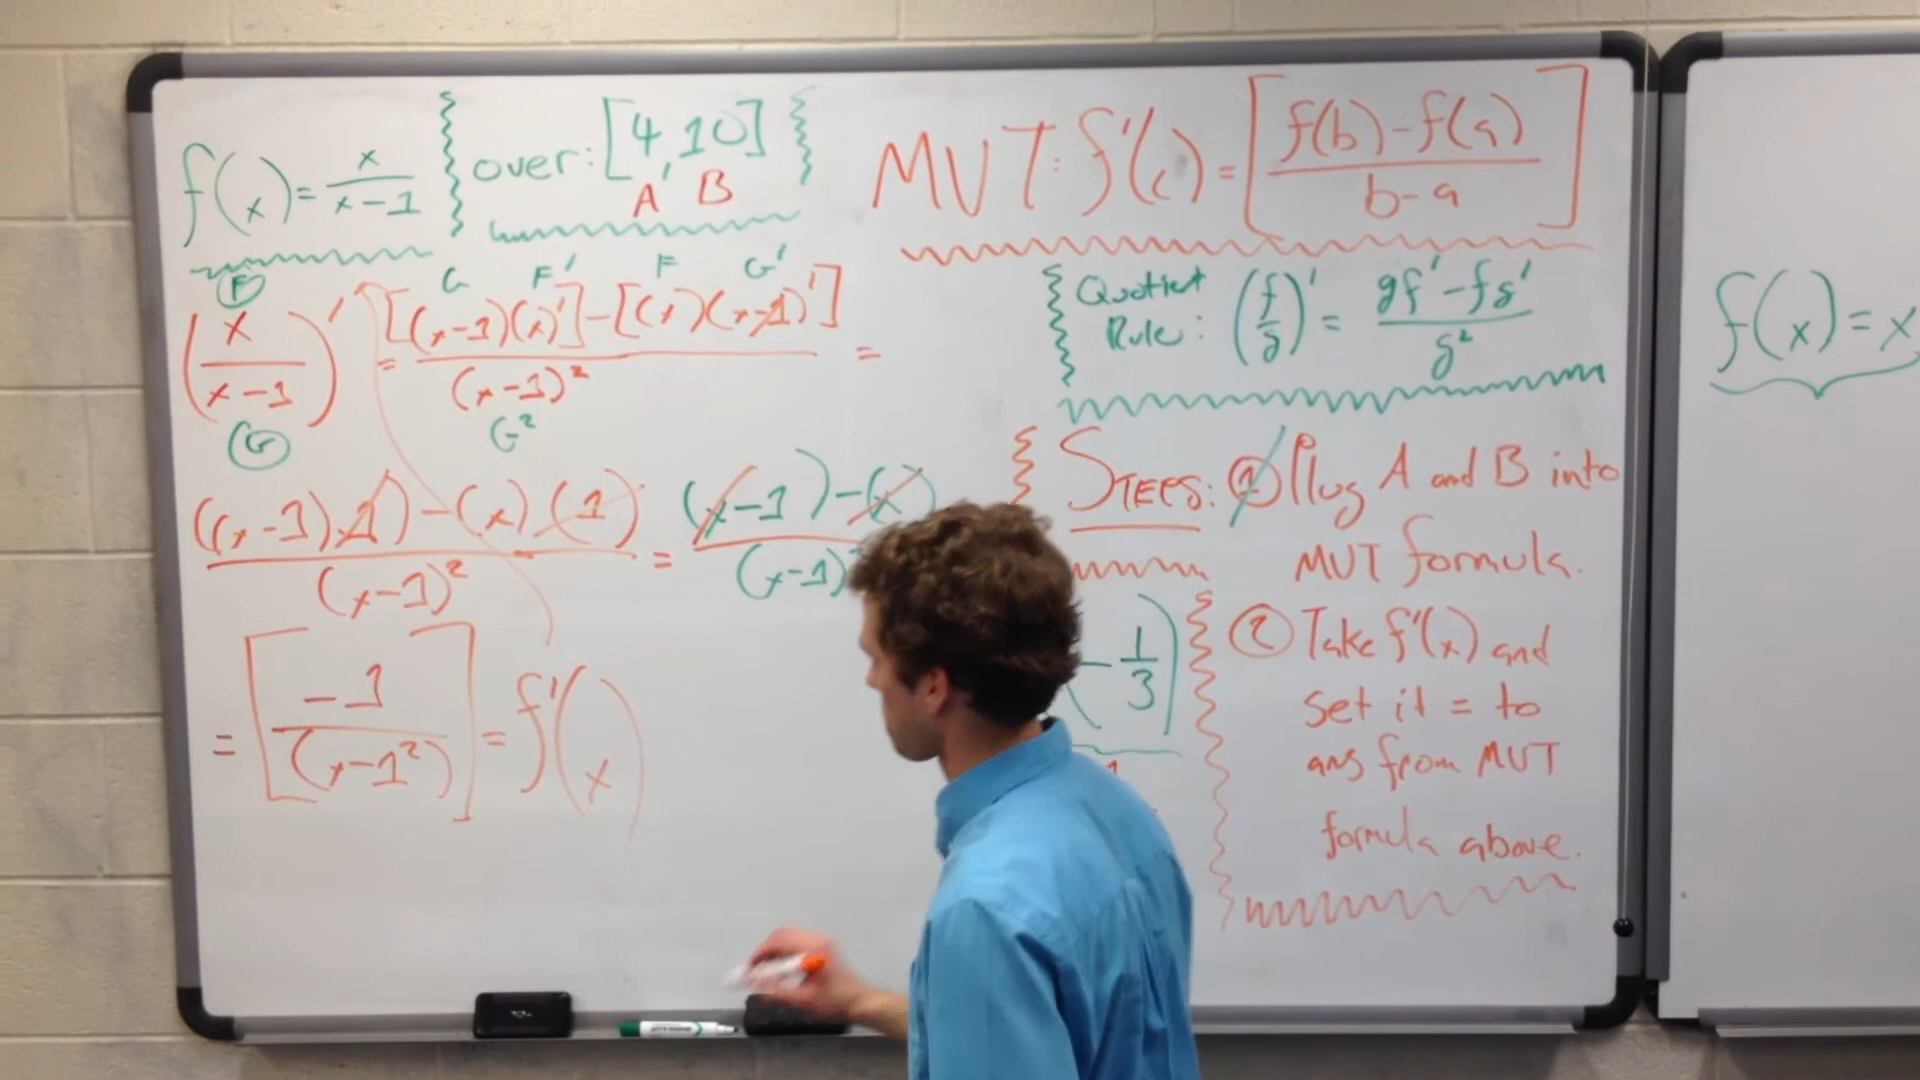 f(x) = x/(x-1)
over: [4, 10]
A B
MVT: f'(c) = [(f(b) - f(a))/(b - a)]
F
G F' F G'
(x/(x-1))' = ([(x-1)(x)'] - [(x)(x-1)'])/(x-1)² =
G
G²
Quotient Rule: (f/g)' = (gf' - fg')/g²
((x-1)·1) - (x)·(1)/(x-1)² = (x-1) - (x)/(x-1)
= [-1/(x-1²)] = f'(x)
STEPS: ① Plug A and B into
MVT formula.
② Take f'(x) and
set it = to
ans from MVT
formula above.
- 1/3
f(x) = x